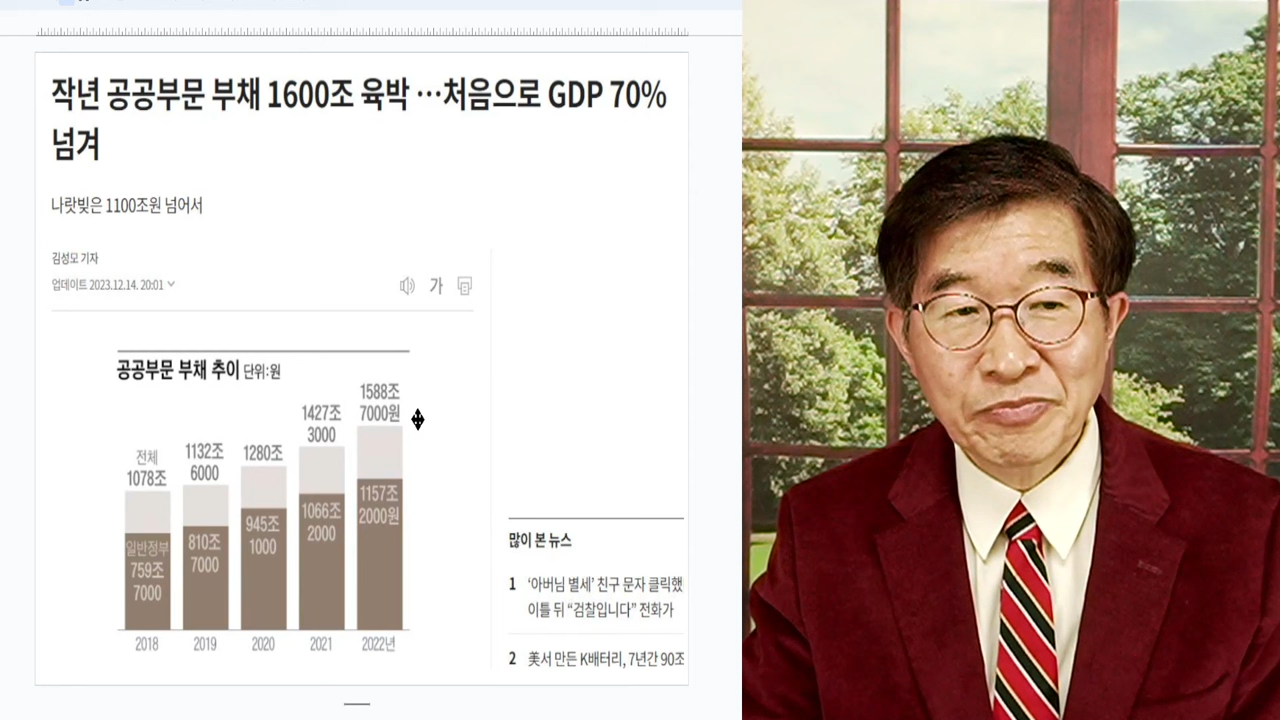 작년 공공부문 부채 1600조 육박 …처음으로 GDP 70%
넘겨
나랏빚은 1100조원 넘어서
김성모 기자
업데이트 2023.12.14. 20:01
가
공공부문 부채 추이 단위:원
전체
1078조
1132조
6000
1280조
1427조
3000
1588조
7000원
일반정부
759조
7000
810조
7000
945조
1000
1066조
2000
1157조
2000원
2018
2019
2020
2021
2022년
많이 본 뉴스
1 ‘아버님 별세’ 친구 문자 클릭했
이틀 뒤 “검찰입니다” 전화가
2 美서 만든 K배터리, 7년간 90조